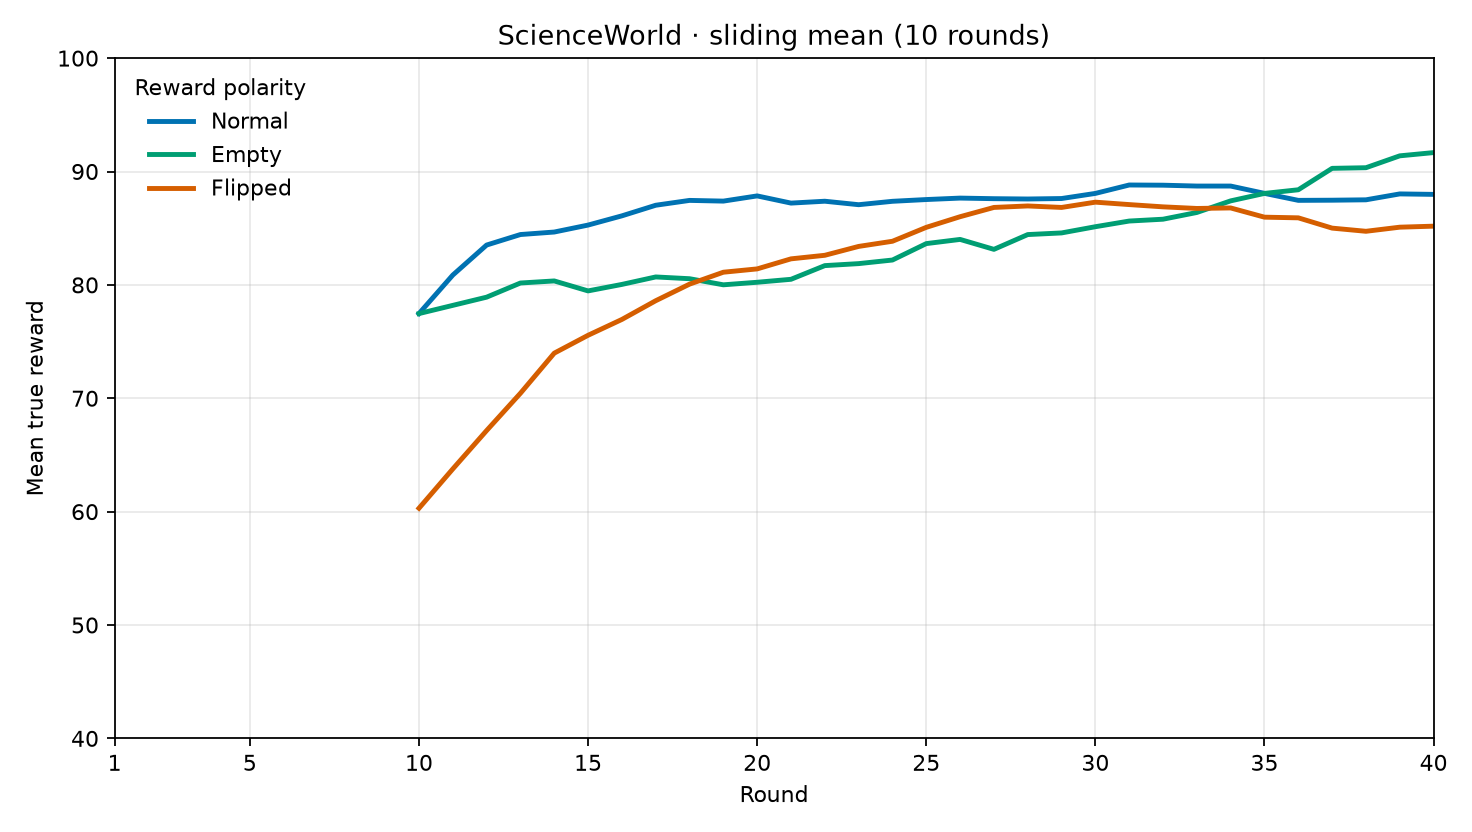 ScienceWorld · sliding mean (10 rounds)
Reward polarity
Normal
Empty
Flipped
Mean true reward
100
90
80
70
60
50
40
1 5 10 15 20 25 30 35 40
Round